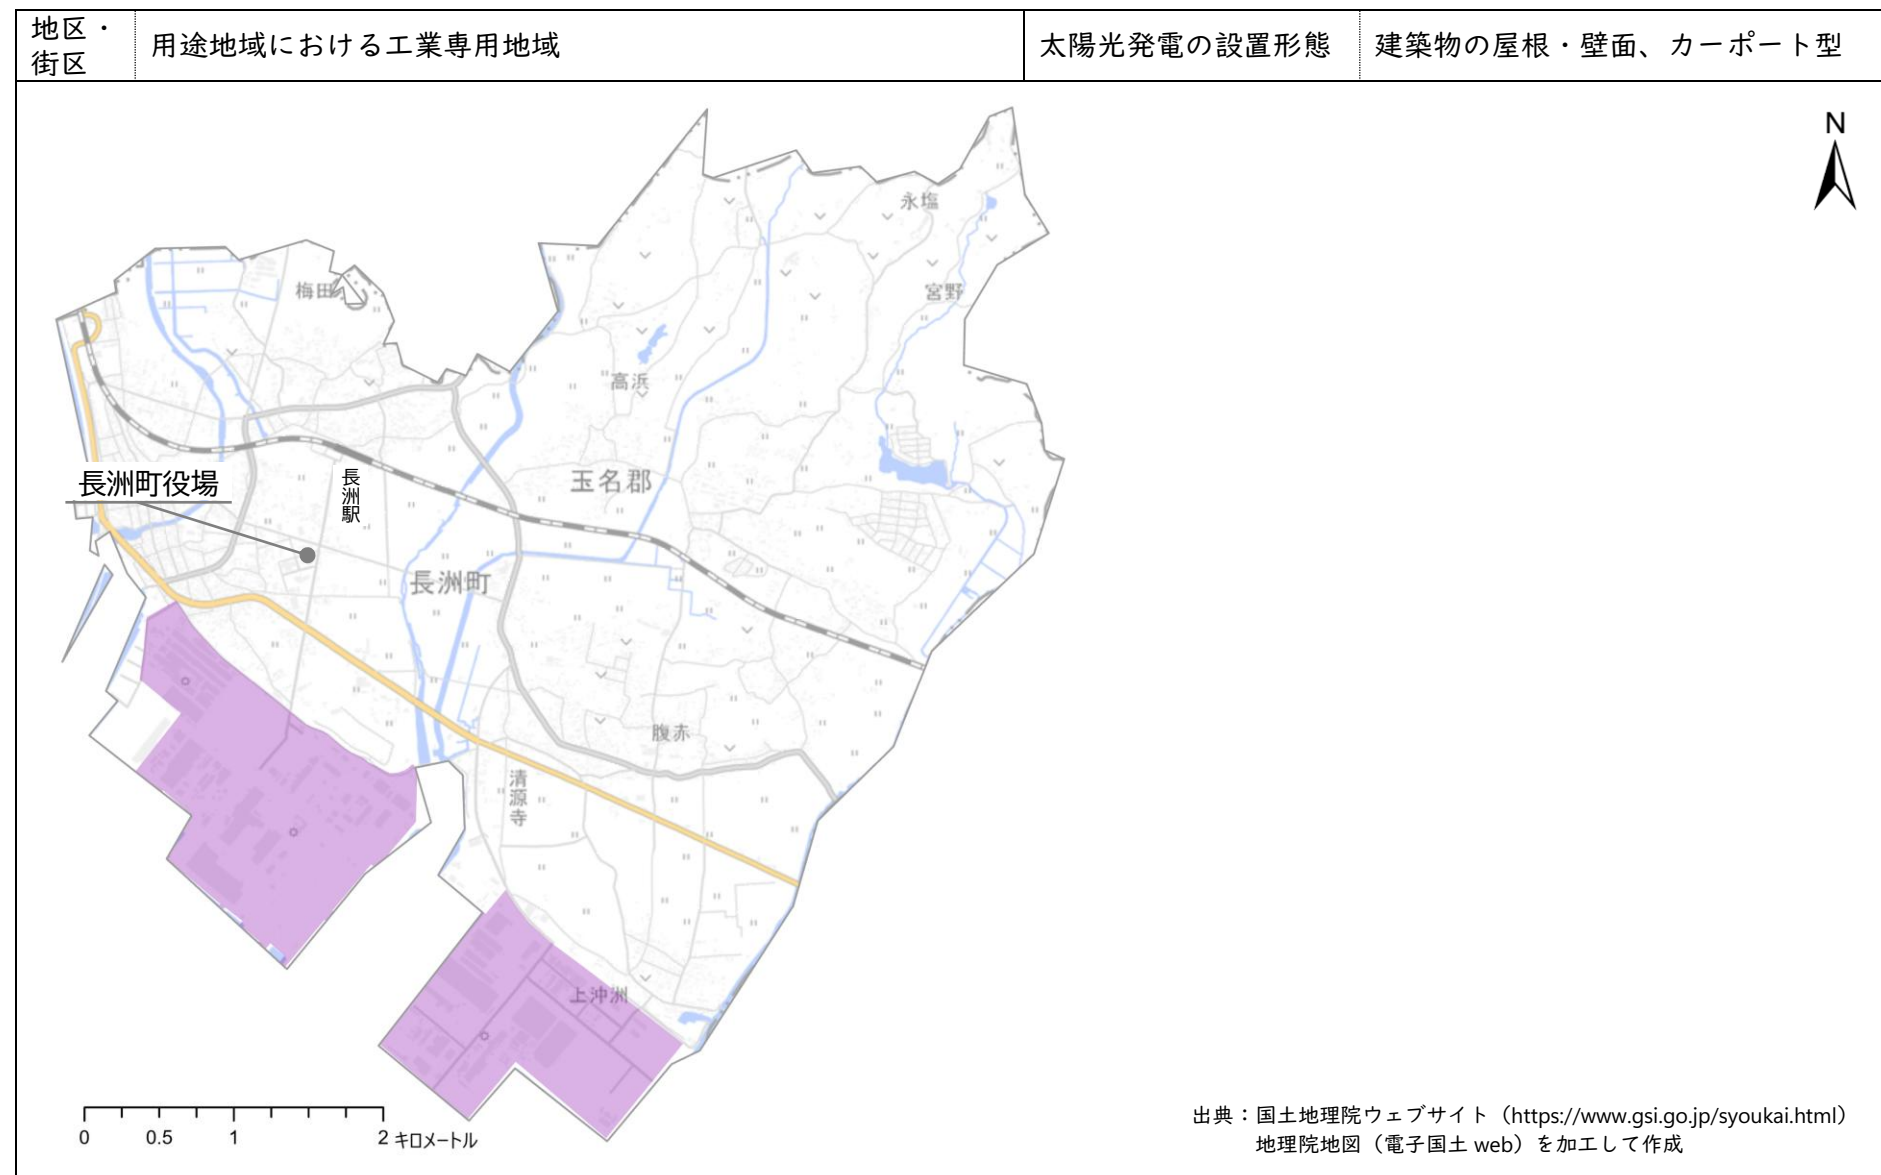 地区・
街区
用途地域における工業専用地域
太陽光発電の設置形態
建築物の屋根・壁面、カーポート型
N
永塩
梅田
宮野
高浜
玉名郡
長洲町役場
長洲駅
長洲町
腹赤
清源寺
上沖洲
0 0.5 1 2 キロメートル
出典：国土地理院ウェブサイト（https://www.gsi.go.jp/syoukai.html）
地理院地図（電子国土 web）を加工して作成